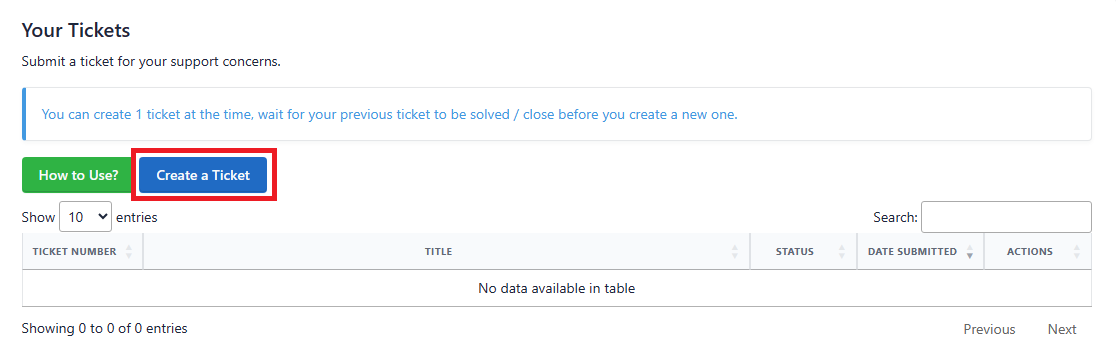 Your Tickets
Submit a ticket for your support concerns.
You can create 1 ticket at the time, wait for your previous ticket to be solved / close before you create a new one.
How to Use? Create a Ticket
Show 10 entries Search:
TICKET NUMBER TITLE STATUS DATE SUBMITTED ACTIONS
No data available in table
Showing 0 to 0 of 0 entries Previous Next